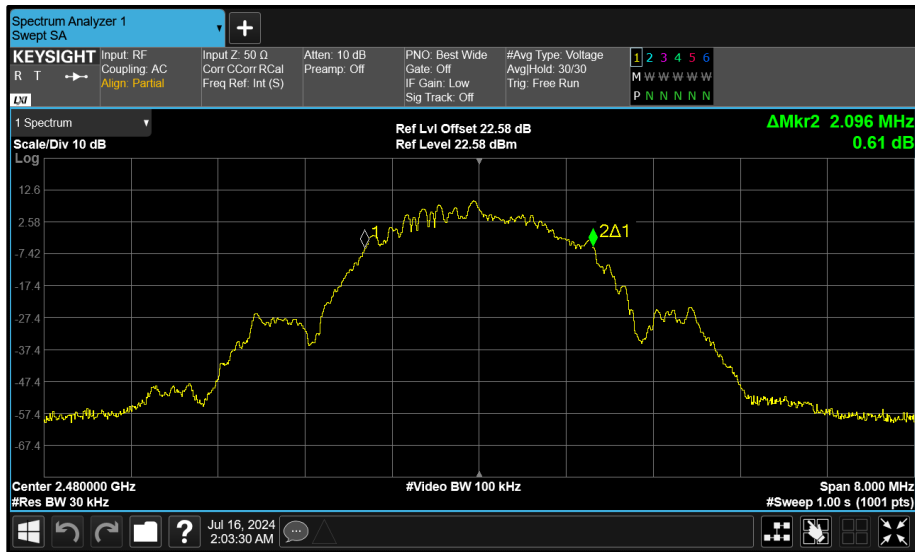 Spectrum Analyzer 1
Swept SA
+
KEYSIGHT
R T
LXI
Input: RF
Coupling: AC
Align: Partial
Input Z: 50 Ω
Corr CCorr RCal
Freq Ref: Int (S)
Atten: 10 dB
Preamp: Off
PNO: Best Wide
Gate: Off
IF Gain: Low
Sig Track: Off
#Avg Type: Voltage
Avg|Hold: 30/30
Trig: Free Run
1 2 3 4 5 6
M W W W W W
P N N N N N
1 Spectrum
Scale/Div 10 dB
Ref Lvl Offset 22.58 dB
Ref Level 22.58 dBm
ΔMkr2 2.096 MHz
0.61 dB
Log
12.6
2.58
-7.42
-17.4
-27.4
-37.4
-47.4
-57.4
-67.4
1
2Δ1
Center 2.480000 GHz
#Video BW 100 kHz
Span 8.000 MHz
#Res BW 30 kHz
#Sweep 1.00 s (1001 pts)
?
Jul 16, 2024
2:03:30 AM